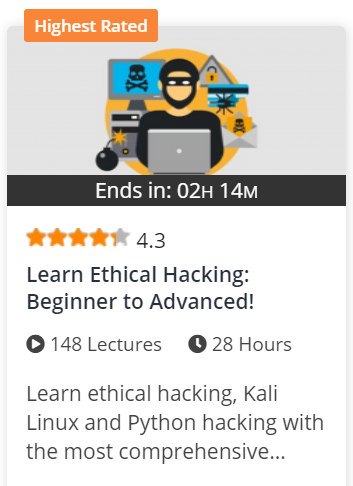 Highest Rated
Ends in: 02H 14M
4.3
Learn Ethical Hacking:
Beginner to Advanced!
148 Lectures 28 Hours
Learn ethical hacking, Kali
Linux and Python hacking with
the most comprehensive...